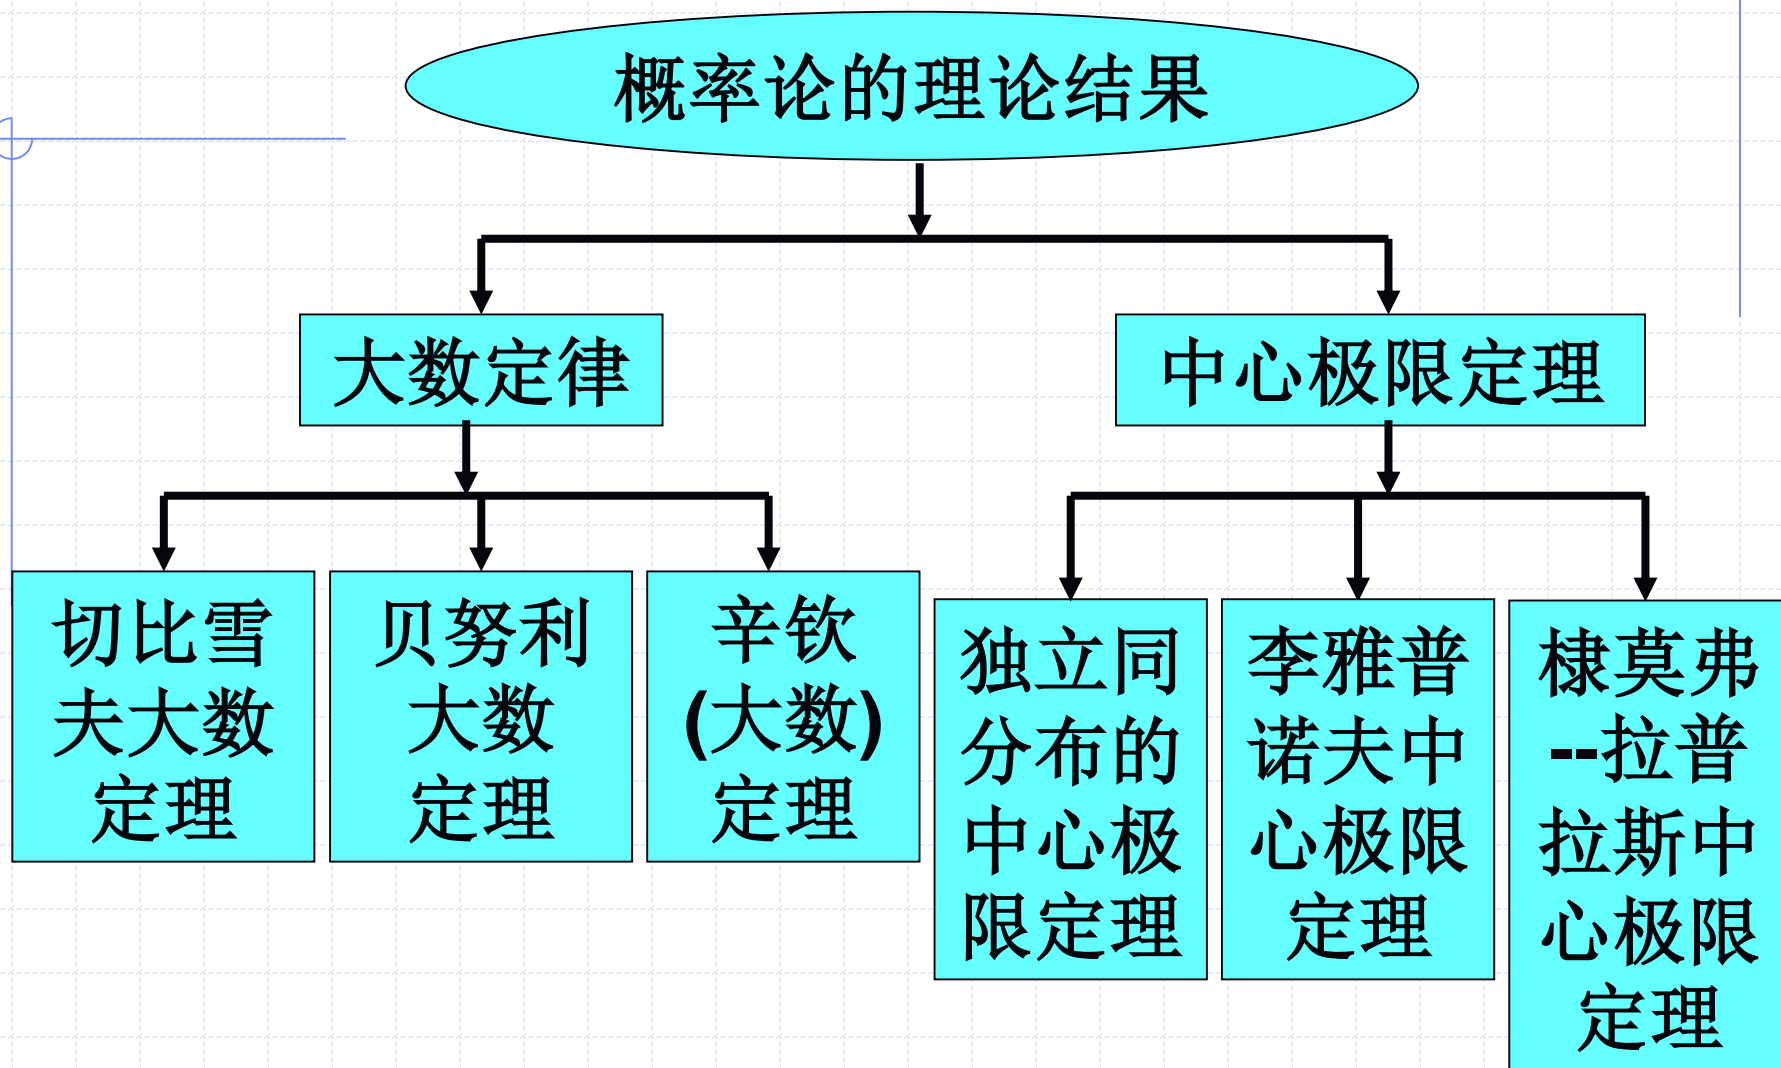 概率论的理论结果
大数定律
中心极限定理
切比雪
夫大数
定理
贝努利
大数
定理
辛钦
(大数)
定理
独立同
分布的
中心极
限定理
李雅普
诺夫中
心极限
定理
棣莫弗
--拉普
拉斯中
心极限
定理